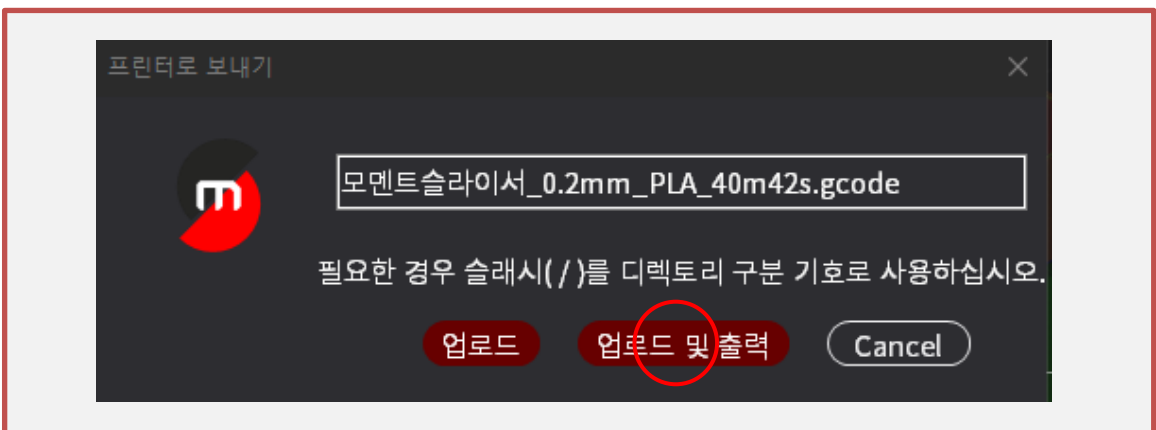 프린터로 보내기
m
모멘트슬라이서_0.2mm_PLA_40m42s.gcode
필요한 경우 슬래시( / )를 디렉토리 구분 기호로 사용하십시오.
업로드 업로드 및 출력 Cancel